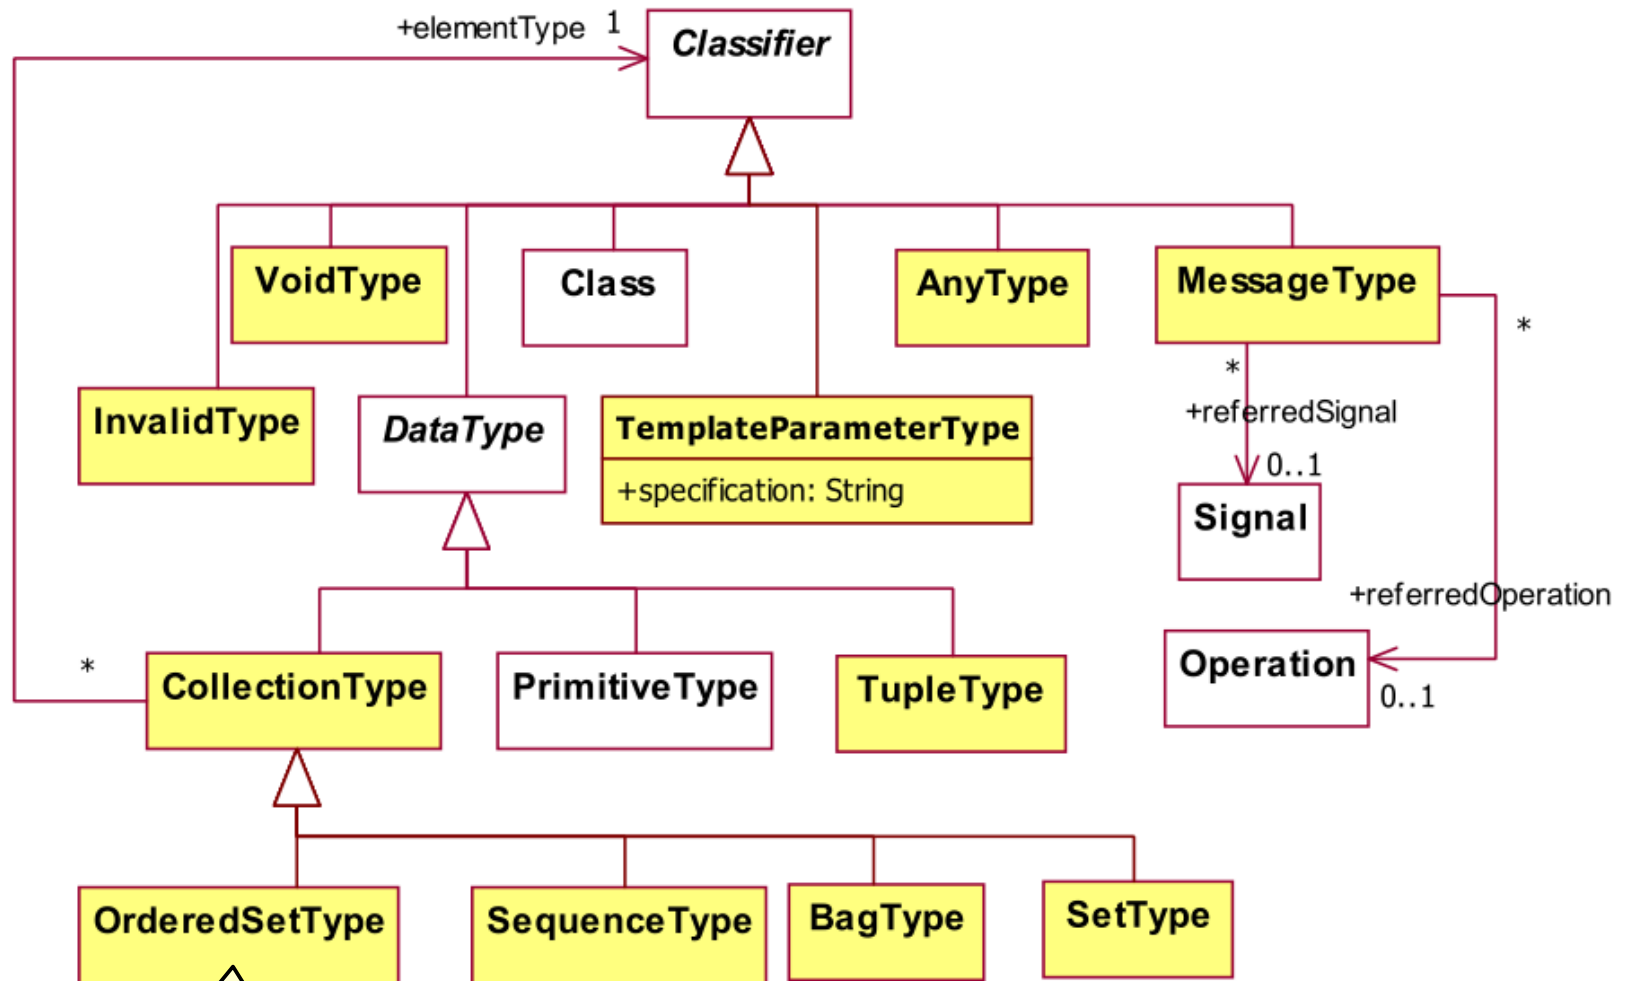 +elementType 1
Classifier
VoidType
Class
AnyType
MessageType
*
*
InvalidType
DataType
TemplateParameterType
+referredSignal
+specification: String
0..1
Signal
+referredOperation
*
CollectionType
PrimitiveType
TupleType
Operation
0..1
OrderedSetType
SequenceType
BagType
SetType